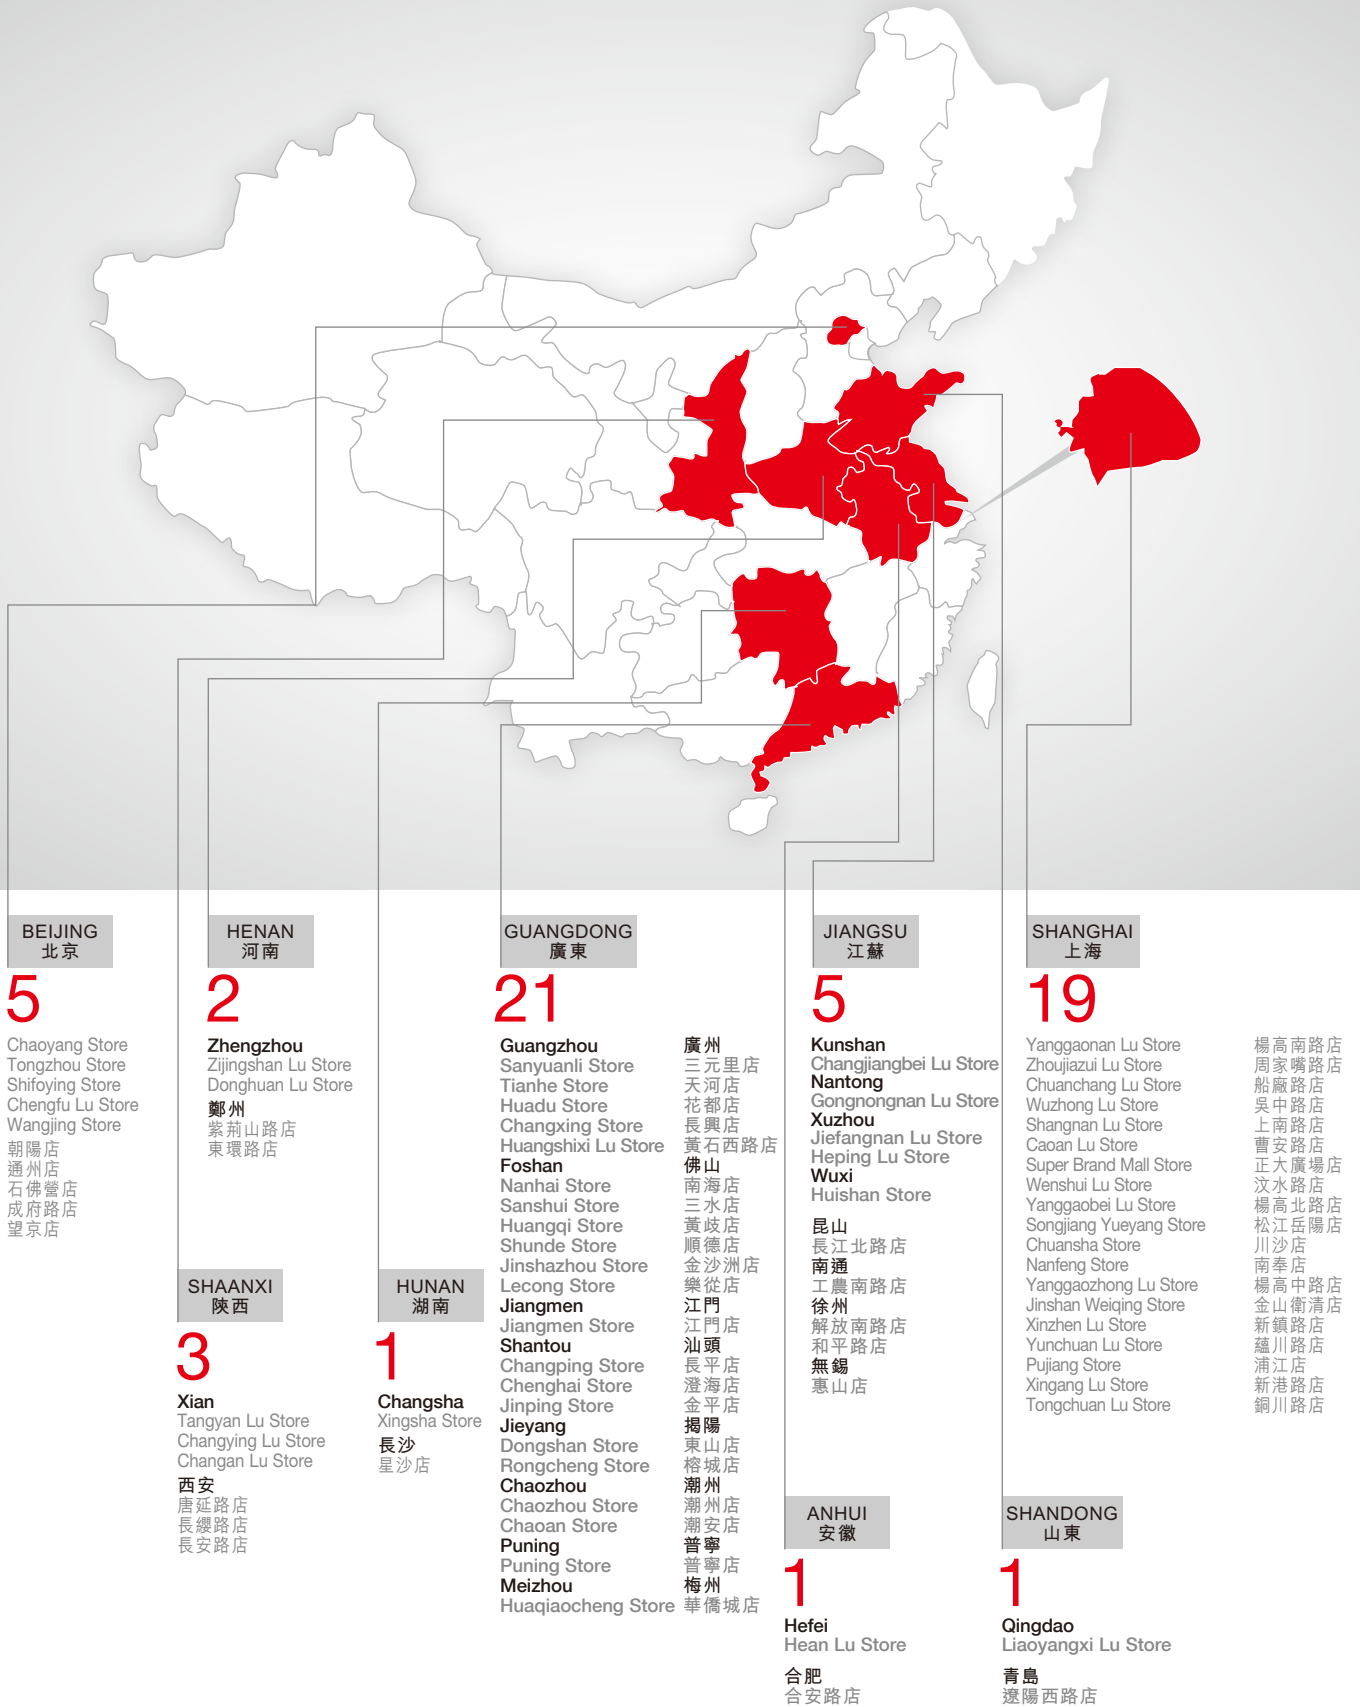 BEIJING
北京
5
Chaoyang Store
Tongzhou Store
Shifoying Store
Chengfu Lu Store
Wangjing Store
朝陽店
通州店
石佛營店
成府路店
望京店
SHAANXI
陝西
3
Xian
Tangyan Lu Store
Changying Lu Store
Changan Lu Store
西安
唐延路店
長纓路店
長安路店
HENAN
河南
2
Zhengzhou
Zijingshan Lu Store
Donghuan Lu Store
鄭州
紫荊山路店
東環路店
HUNAN
湖南
1
Changsha
Xingsha Store
長沙
星沙店
GUANGDONG
廣東
21
Guangzhou 廣州
Sanyuanli Store 三元里店
Tianhe Store 天河店
Huadu Store 花都店
Changxing Store 長興店
Huangshixi Lu Store 黃石西路店
Foshan 佛山
Nanhai Store 南海店
Sanshui Store 三水店
Huangqi Store 黃歧店
Shunde Store 順德店
Jinshazhou Store 金沙洲店
Lecong Store 樂從店
Jiangmen 江門
Jiangmen Store 江門店
Shantou 汕頭
Changping Store 長平店
Chenghai Store 澄海店
Jinping Store 金平店
Jieyang 揭陽
Dongshan Store 東山店
Rongcheng Store 榕城店
Chaozhou 潮州
Chaozhou Store 潮州店
Chaoan Store 潮安店
Puning 普寧
Puning Store 普寧店
Meizhou 梅州
Huaqiaocheng Store 華僑城店
JIANGSU
江蘇
5
Kunshan
Changjiangbei Lu Store
Nantong
Gongnongnan Lu Store
Xuzhou
Jiefangnan Lu Store
Heping Lu Store
Wuxi
Huishan Store
昆山
長江北路店
南通
工農南路店
徐州
解放南路店
和平路店
無錫
惠山店
ANHUI
安徽
1
Hefei
Hean Lu Store
合肥
合安路店
SHANGHAI
上海
19
Yanggaonan Lu Store 楊高南路店
Zhoujiazui Lu Store 周家嘴路店
Chuanchang Lu Store 船廠路店
Wuzhong Lu Store 吳中路店
Shangnan Lu Store 上南路店
Caoan Lu Store 曹安路店
Super Brand Mall Store 正大廣場店
Wenshui Lu Store 汶水路店
Yanggaobei Lu Store 楊高北路店
Songjiang Yueyang Store 松江岳陽店
Chuansha Store 川沙店
Nanfeng Store 南奉店
Yanggaozhong Lu Store 楊高中路店
Jinshan Weiqing Store 金山衛清店
Xinzhen Lu Store 新鎮路店
Yunchuan Lu Store 蘊川路店
Pujiang Store 浦江店
Xingang Lu Store 新港路店
Tongchuan Lu Store 銅川路店
SHANDONG
山東
1
Qingdao
Liaoyangxi Lu Store
青島
遼陽西路店